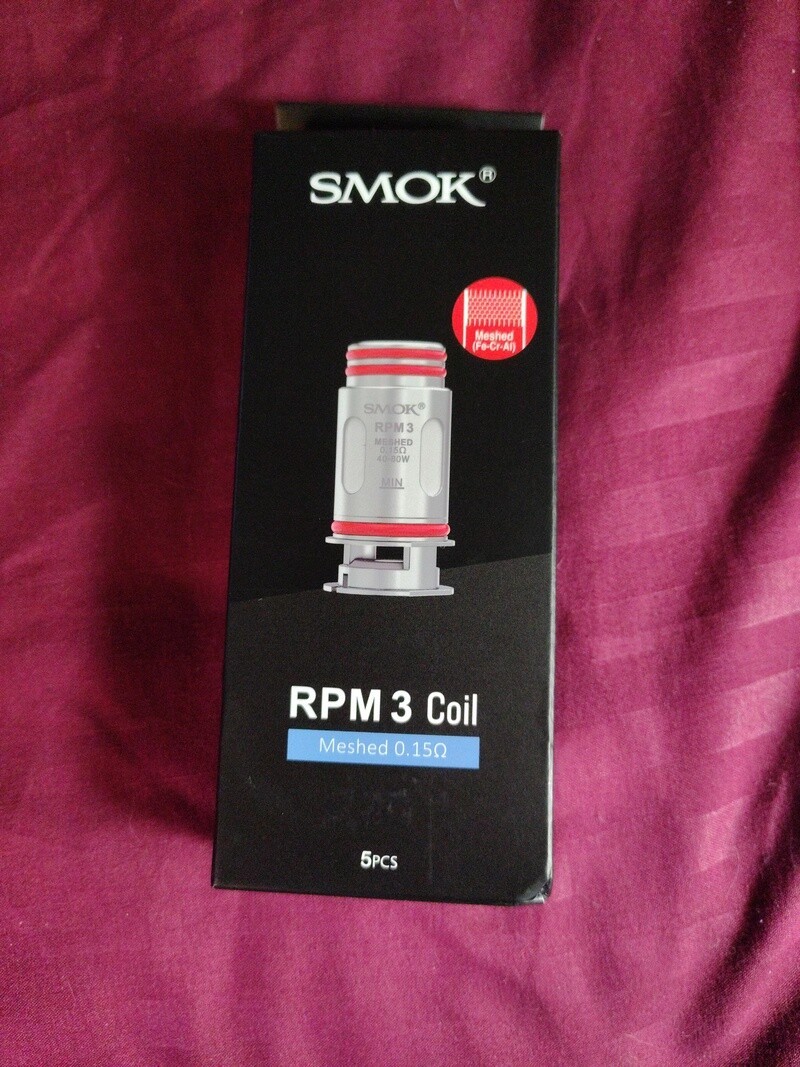 SMOK®
Meshed
(Fe-Cr-Al)
SMOK®
RPM 3
MESHED
0.15Ω
40-80W
MIN
RPM 3 Coil
Meshed 0.15Ω
5PCS